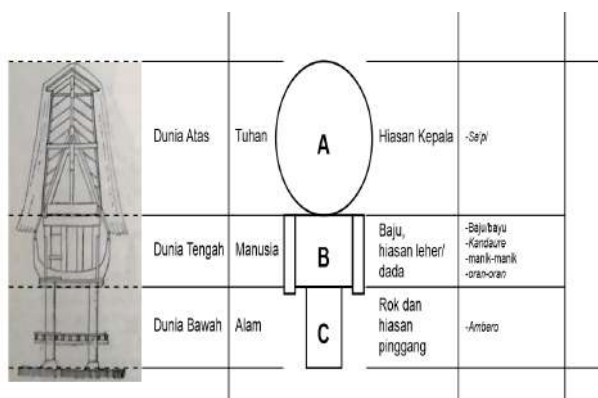 Dunia Atas
Tuhan
A
Hiasan Kepala
-Sa'pi
Dunia Tengah
Manusia
B
Baju,
hiasan leher/
dada
-Baju/bayu
-Kandaure
-manik-manik
-oran-oran
Dunia Bawah
Alam
C
Rok dan
hiasan
pinggang
-Ambero